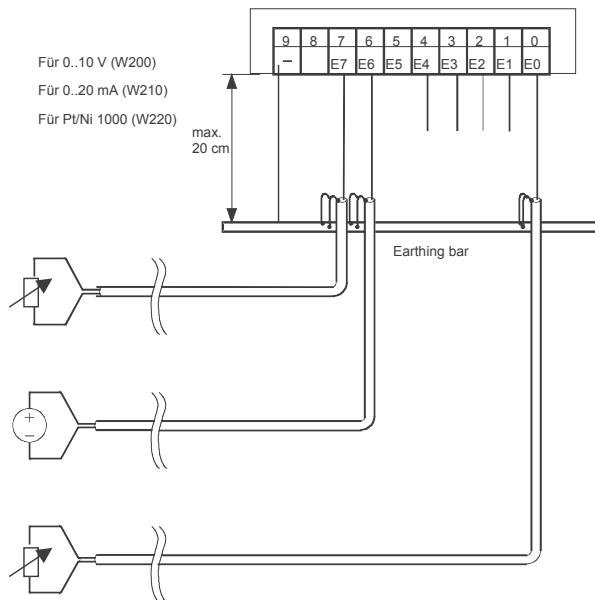 9 8 7 6 5 4 3 2 1 0
– E7 E6 E5 E4 E3 E2 E1 E0
Für 0..10 V (W200)
Für 0..20 mA (W210)
Für Pt/Ni 1000 (W220)
max.
20 cm
Earthing bar
+
–